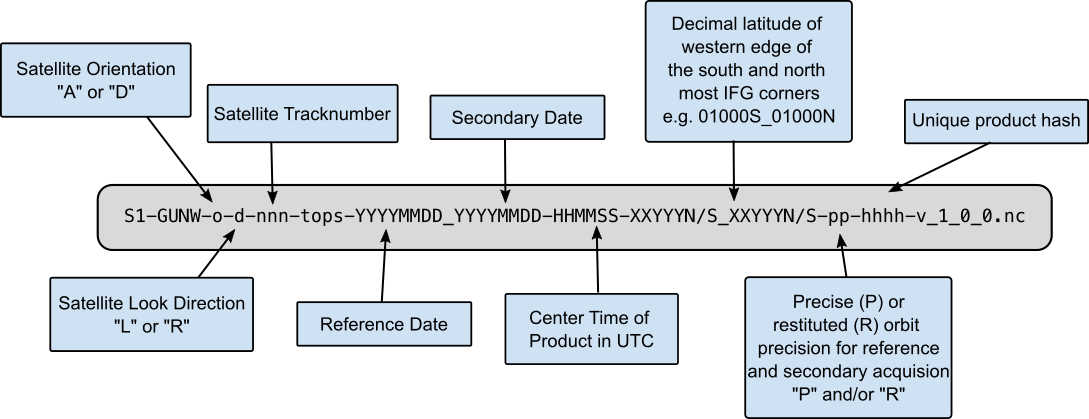 Decimal latitude of
western edge of
the south and north
most IFG corners
e.g. 01000S_01000N
Satellite Orientation
"A" or "D"
Satellite Tracknumber
Secondary Date
Unique product hash
S1-GUNW-o-d-nnn-tops-YYYYMMDD_YYYYMMDD-HHMMSS-XXYYYN/S_XXYYYN/S-pp-hhhh-v_1_0_0.nc
Satellite Look Direction
"L" or "R"
Reference Date
Center Time of
Product in UTC
Precise (P) or
restituted (R) orbit
precision for reference
and secondary acquision
"P" and/or "R"